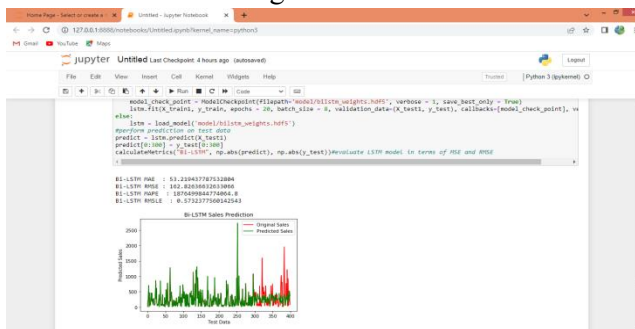 Home Page - Select or create a
Untitled - Jupyter Notebook
127.0.0.1:8888/notebooks/Untitled.ipynb?kernel_name=python3
Gmail YouTube Maps
jupyter Untitled Last Checkpoint: 4 hours ago (autosaved)
Logout
File Edit View Insert Cell Kernel Widgets Help
Trusted Python 3 (ipykernel)
Run Code
model_check_point = ModelCheckpoint(filepath='model/bilstm_weights.hdf5', verbose = 1, save_best_only = True)
lstm.fit(X_train1, y_train, epochs = 20, batch_size = 8, validation_data=(X_test1, y_test), callbacks=[model_check_point], ve
else:
lstm = load_model('model/bilstm_weights.hdf5')
#perform prediction on test data
predict = lstm.predict(X_test1)
predict[0:300] = y_test[0:300]
calculateMetrics("Bi-LSTM", np.abs(predict), np.abs(y_test))#evaluate LSTM model in terms of MSE and RMSE
Bi-LSTM MAE : 53.210437787532804
Bi-LSTM RMSE : 162.82636032633066
Bi-LSTM MAPE : 1876499844774064.0
Bi-LSTM RMSLE : 0.5732377560142543
Bi-LSTM Sales Prediction
Original Sales
Predicted Sales
2500
2000
1500
1000
500
0
Predicted Sales
0 50 100 150 200 250 300 350 400
Test Data